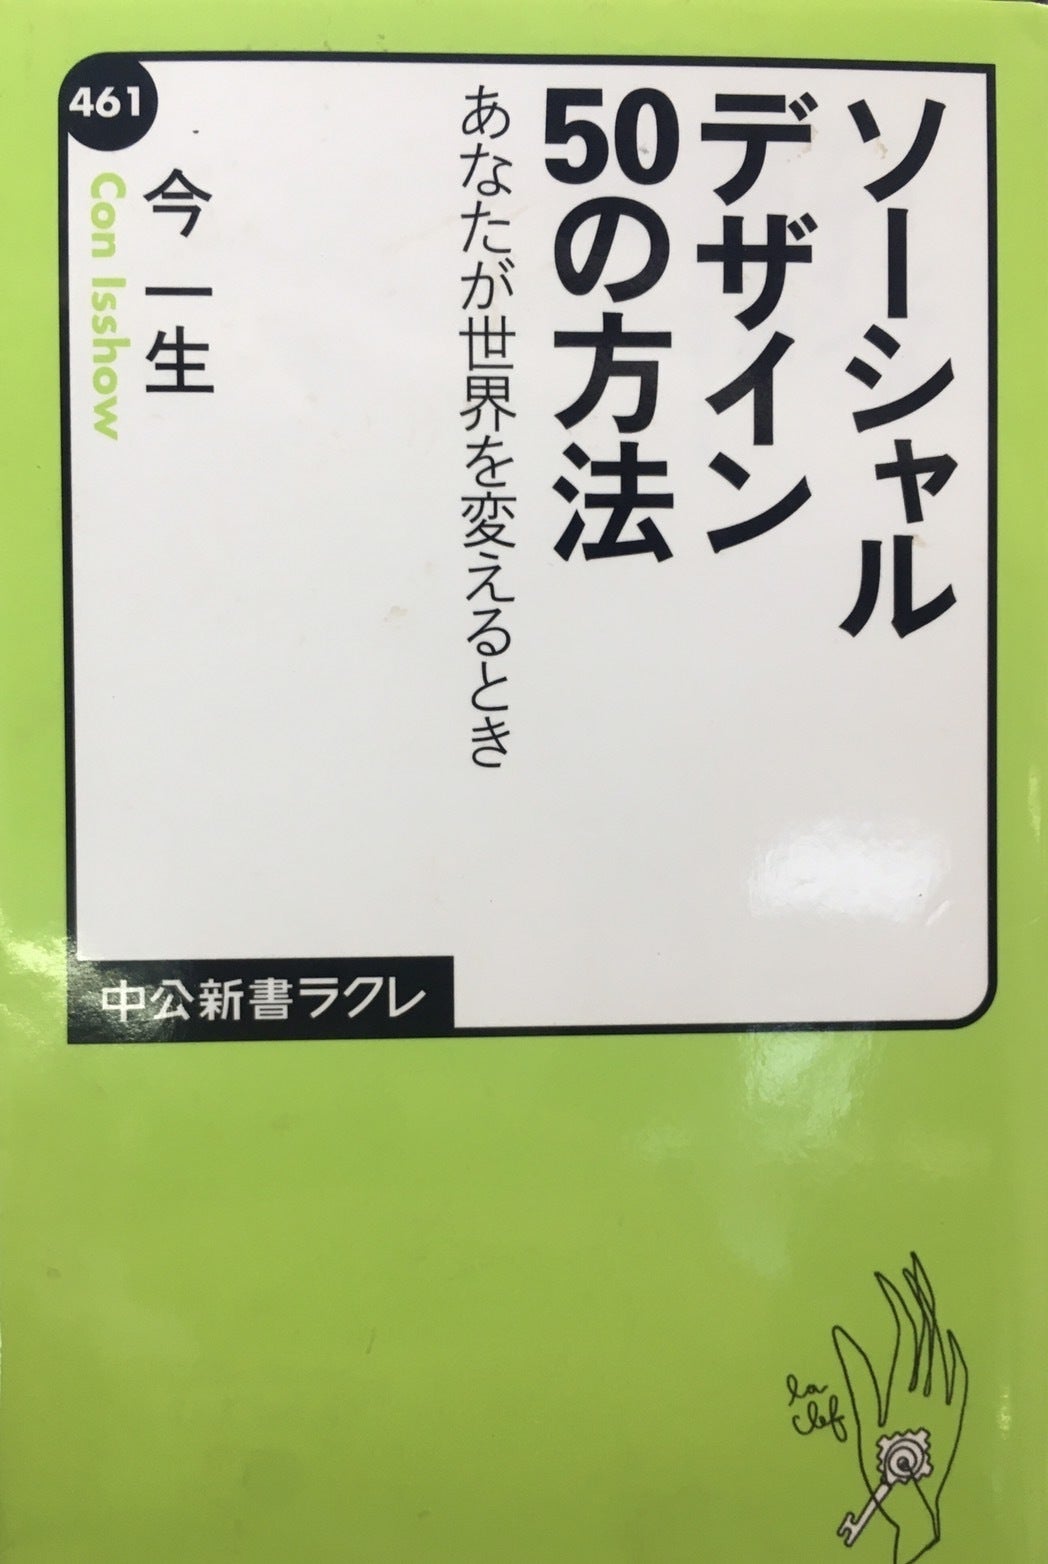 ソーシャル
デザイン
50の方法
あなたが世界を変えるとき
461
今 一生
Con Isshow
中公新書ラクレ
la
clef